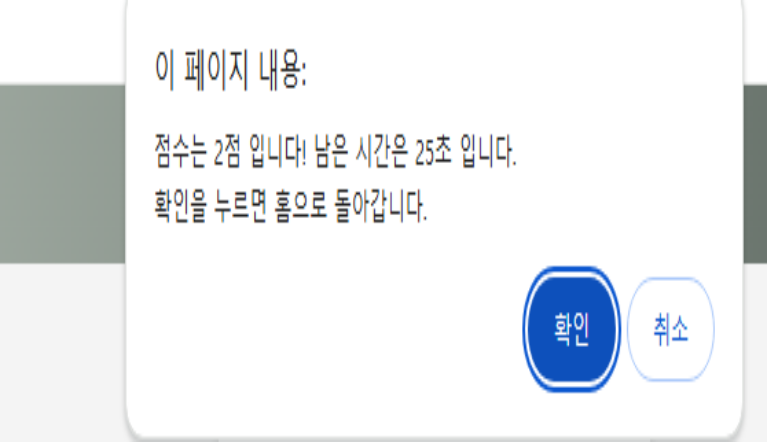 이 페이지 내용:
점수는 2점 입니다! 남은 시간은 25초 입니다.
확인을 누르면 홈으로 돌아갑니다.
확인
취소